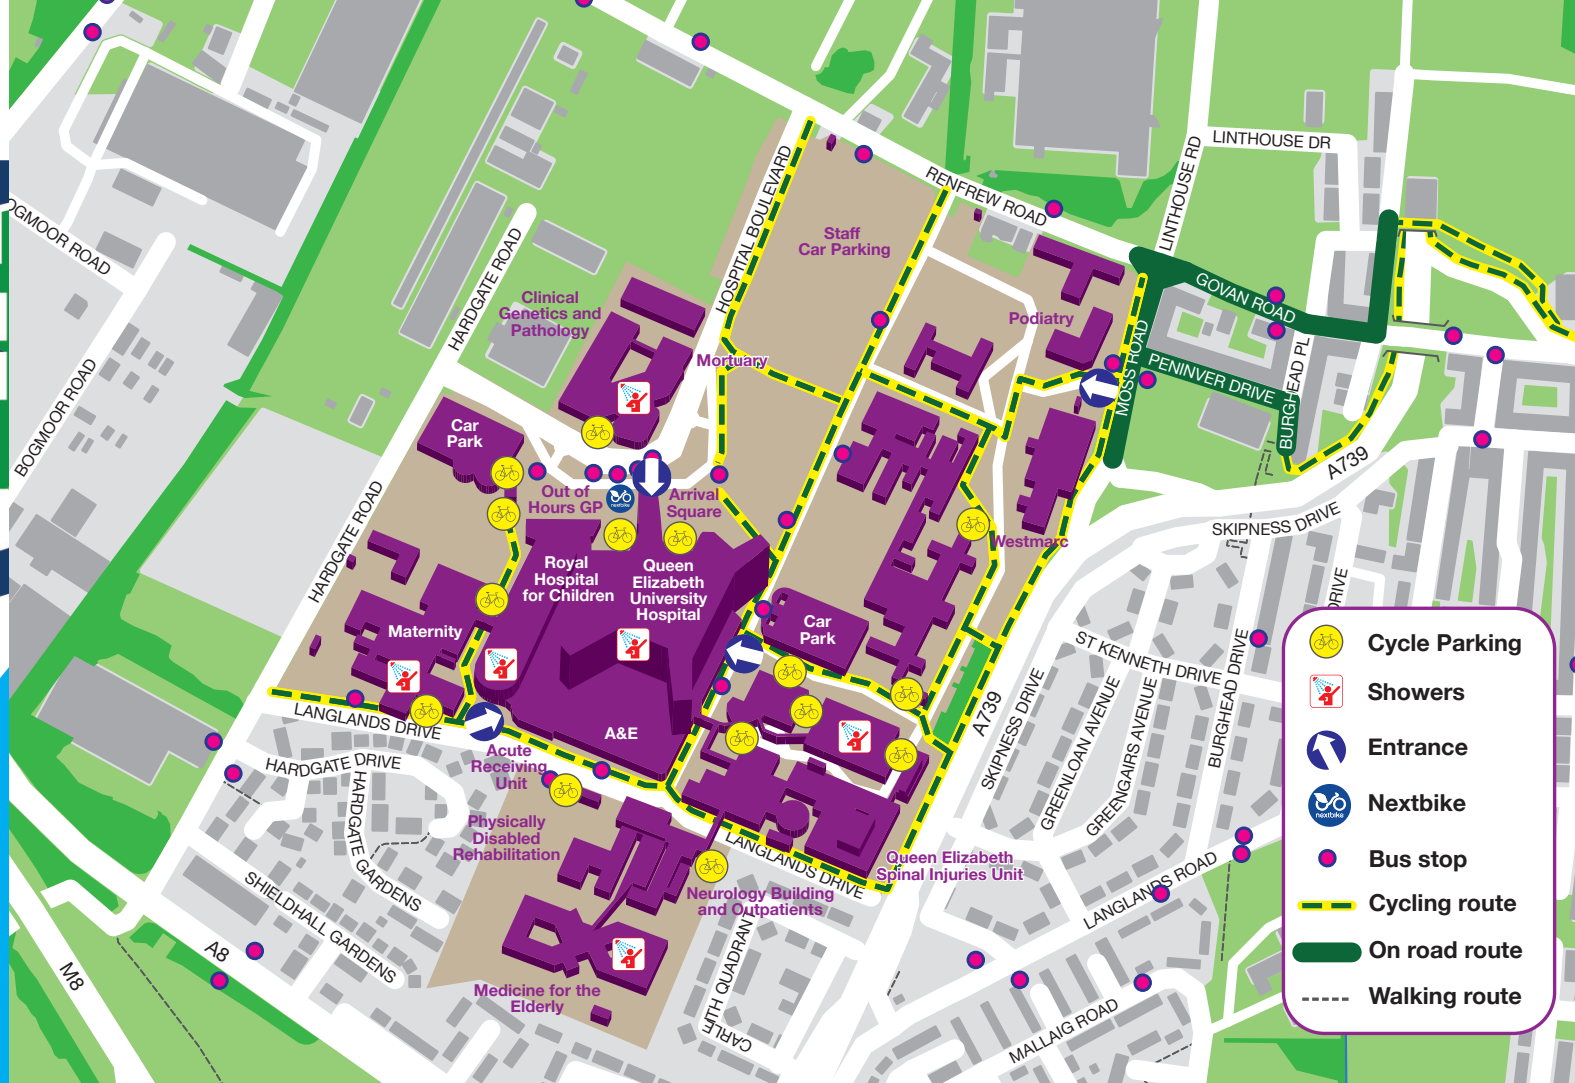 LINTHOUSE DR
LINTHOUSE RD
RENFREW ROAD
HOSPITAL BOULEVARD
OGMOOR ROAD
BOGMOOR ROAD
HARDGATE ROAD
Staff
Car Parking
Clinical
Genetics and
Pathology
Mortuary
Podiatry
GOVAN ROAD
MOSS ROAD
PENINVER DRIVE
BURGHEAD PL
A739
Car
Park
Out of
Hours GP
nextbike
Arrival
Square
HARDGATE ROAD
SKIPNESS DRIVE
Westmarc
Royal
Hospital
for Children
Queen
Elizabeth
University
Hospital
Car
Park
Maternity
DRIVE
ST KENNETH DRIVE
BURGHEAD DRIVE
LANGLANDS DRIVE
A&E
A739
SKIPNESS DRIVE
GREENLOAN AVENUE
GREENGAIRS AVENUE
HARDGATE DRIVE
HARDGATE GARDENS
Acute
Receiving
Unit
Physically
Disabled
Rehabilitation
LANGLANDS DRIVE
Queen Elizabeth
Spinal Injuries Unit
Neurology Building
and Outpatients
LANGLANDS ROAD
SHIELDHALL GARDENS
A8
M8
Medicine for the
Elderly
QUADRANT
MALLAIG ROAD
Cycle Parking
Showers
Entrance
Nextbike
nextbike
Bus stop
Cycling route
On road route
Walking route